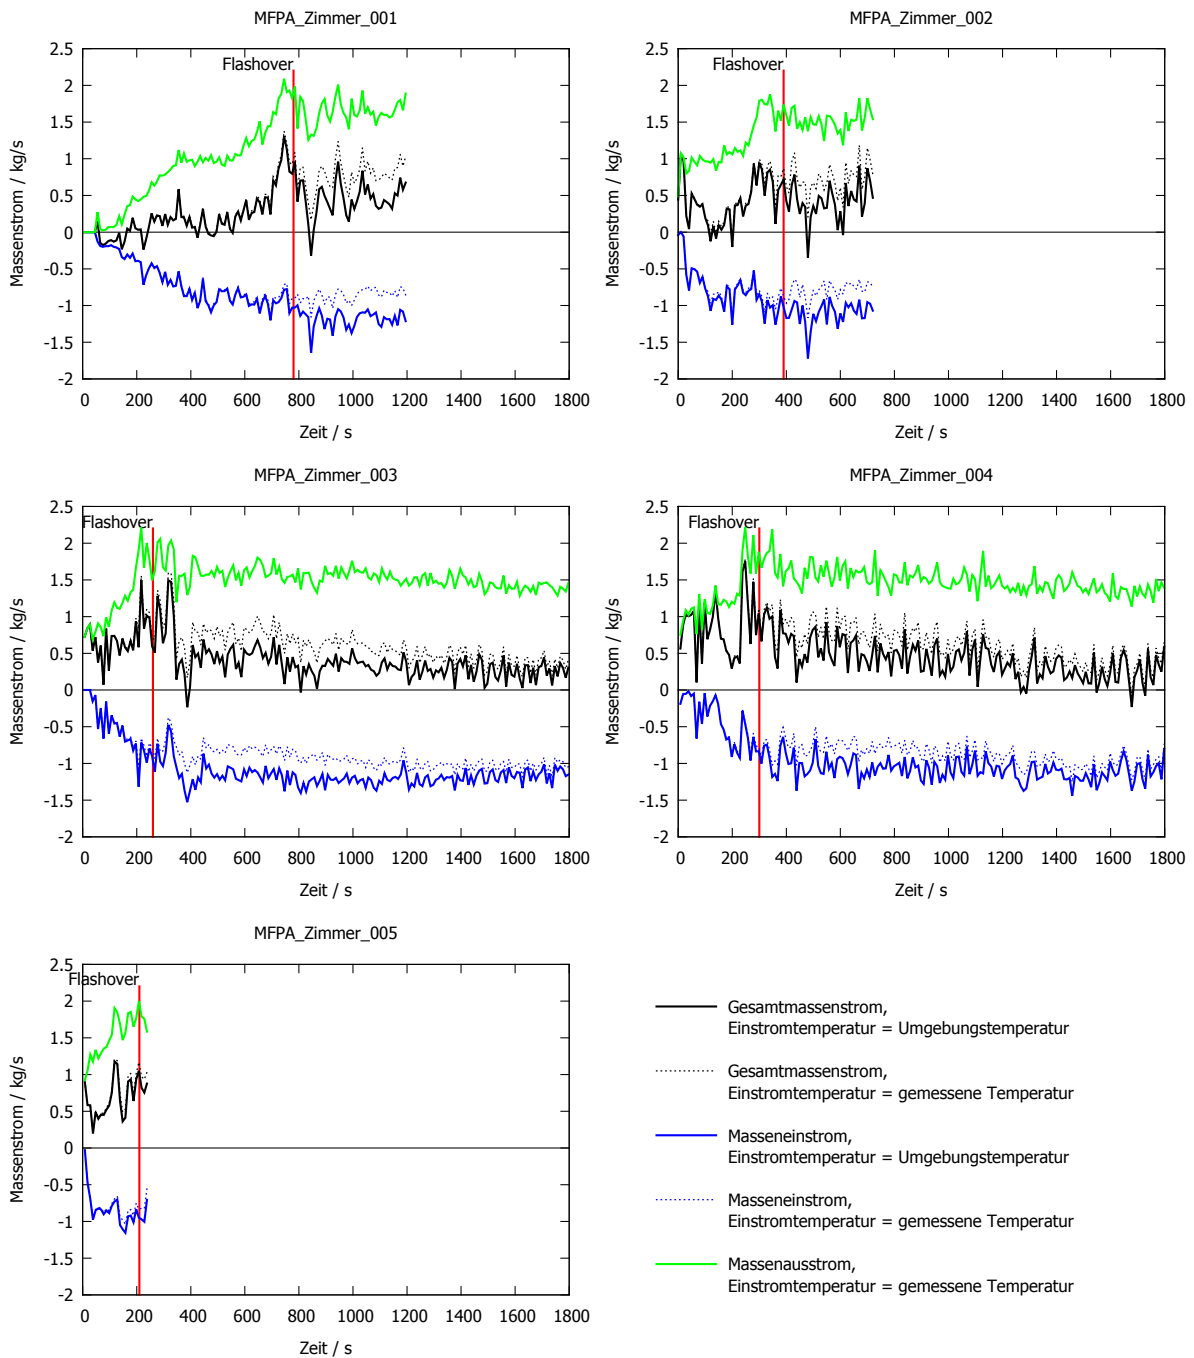 MFPA_Zimmer_001
2.5
2
1.5
1
0.5
0
-0.5
-1
-1.5
-2
Massenstrom / kg/s
Flashover
0 200 400 600 800 1000 1200 1400 1600 1800
Zeit / s
MFPA_Zimmer_002
2.5
2
1.5
1
0.5
0
-0.5
-1
-1.5
-2
Massenstrom / kg/s
Flashover
0 200 400 600 800 1000 1200 1400 1600 1800
Zeit / s
MFPA_Zimmer_003
2.5
2
1.5
1
0.5
0
-0.5
-1
-1.5
-2
Massenstrom / kg/s
Flashover
0 200 400 600 800 1000 1200 1400 1600 1800
Zeit / s
MFPA_Zimmer_004
2.5
2
1.5
1
0.5
0
-0.5
-1
-1.5
-2
Massenstrom / kg/s
Flashover
0 200 400 600 800 1000 1200 1400 1600 1800
Zeit / s
MFPA_Zimmer_005
2.5
2
1.5
1
0.5
0
-0.5
-1
-1.5
-2
Massenstrom / kg/s
Flashover
0 200 400 600 800 1000 1200 1400 1600 1800
Zeit / s
Gesamtmassenstrom,
Einstromtemperatur = Umgebungstemperatur
Gesamtmassenstrom,
Einstromtemperatur = gemessene Temperatur
Masseneinstrom,
Einstromtemperatur = Umgebungstemperatur
Masseneinstrom,
Einstromtemperatur = gemessene Temperatur
Massenausstrom,
Einstromtemperatur = gemessene Temperatur